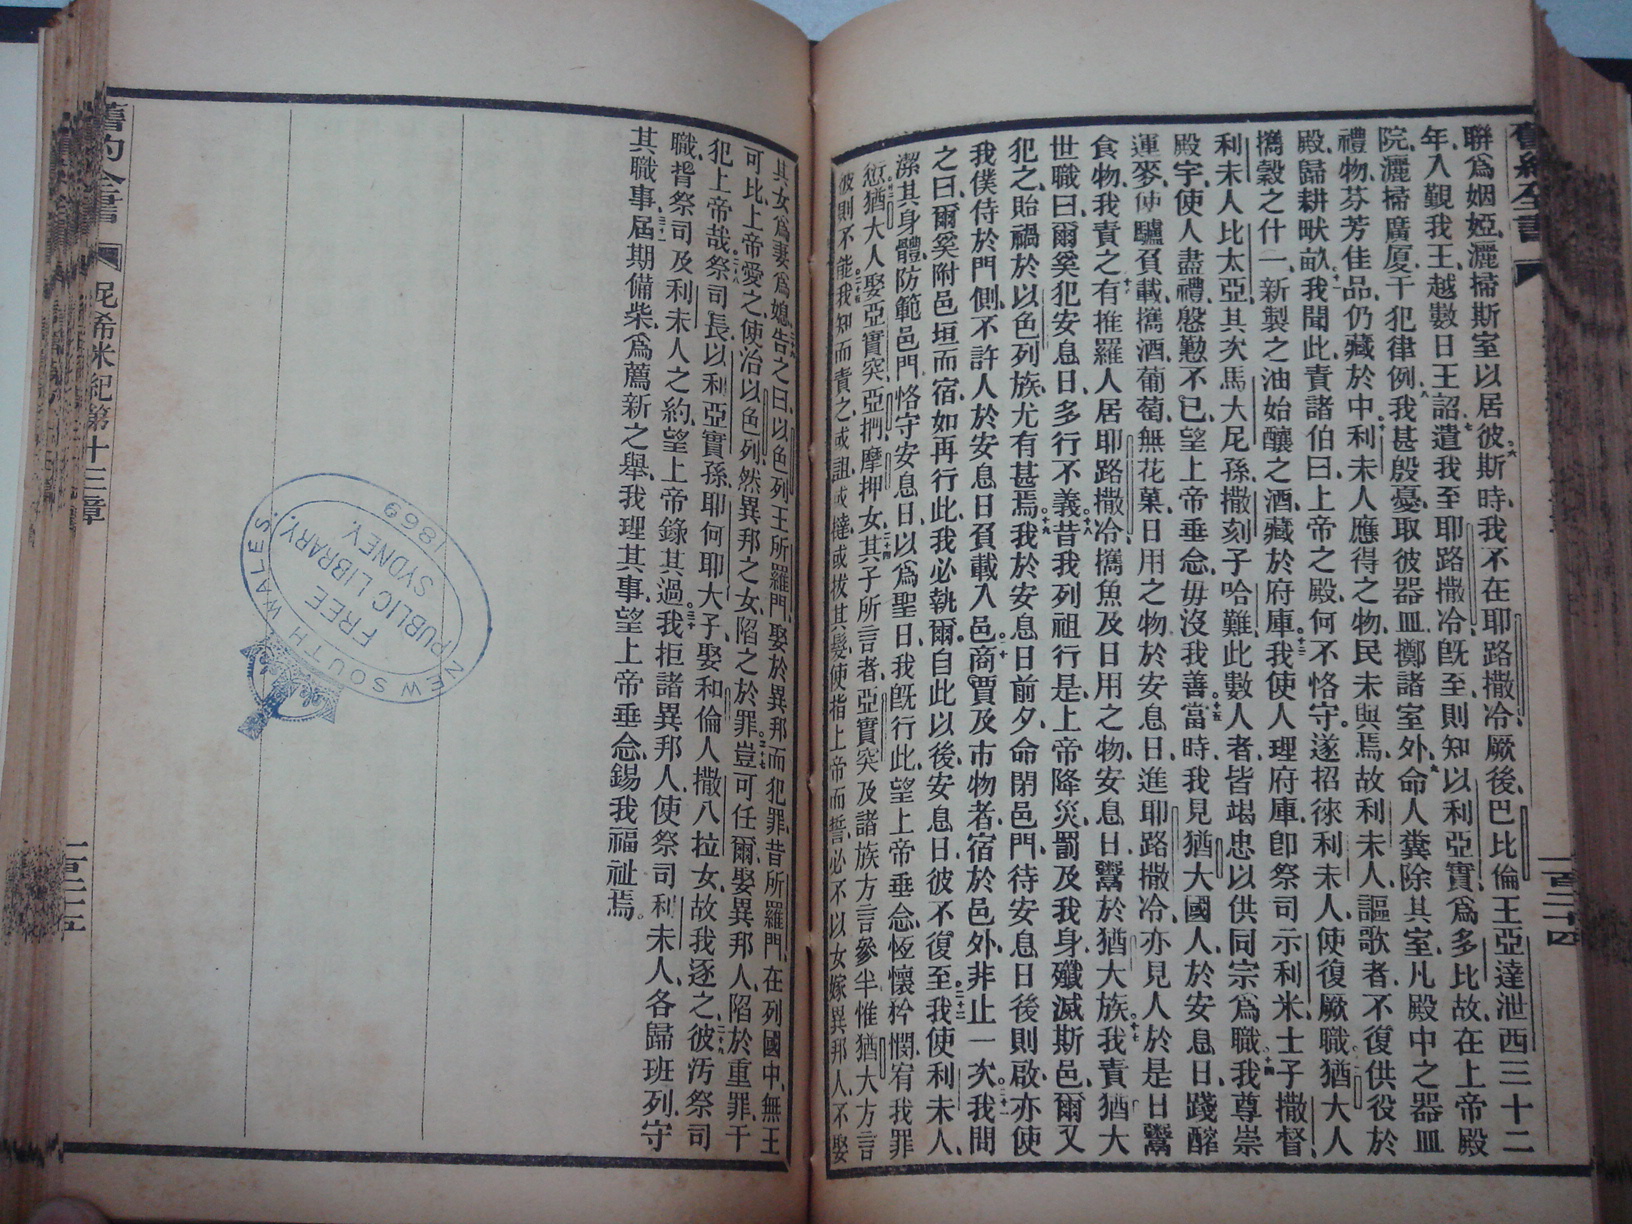 舊約全書
一百二十四
聯爲姻婭、灑掃斯室以居、彼斯時、我不在耶路撒冷、厥後、巴比倫王亞達泄西三十二
年、入覲我王、越數日、王詔遣我至耶路撒冷、旣至、則知以利亞實爲多比故、在上帝殿
院、灑掃廣廈、干犯律例、我甚殷憂、取彼器皿、擲諸室外、命人糞除其室、凡殿中之器皿
禮物、芬芳佳品、仍藏於中、利未人應得之物、民未與焉、故利未人、謳歌者、不復供役於
殿、歸耕畎畝、我聞此、責諸伯曰、上帝之殿、何不恪守。遂招徠利未人、使復厥職、猶大人
攜穀之什一、新製之油、始釀之酒、藏於府庫、我使人理府庫、卽祭司示利米、士子撒督、
利未人比太亞、其次馬大尼孫、撒刻子哈難、此數人者、皆竭忠以供同宗爲職、我尊崇
殿宇、使人盡禮、慇懃不已、望上帝垂念、毋沒我善、當時、我見猶大國人、於安息日、踐醡
運麥、使驢負載、攜酒、葡萄、無花菓、日用之物、於安息日、進耶路撒冷、亦見人於是日鬻
食物、我責之、有推羅人居耶路撒冷、攜魚及日用之物、安息日、鬻於猶大族、我責猶大
世職曰、爾奚犯安息日、多行不義、昔我列祖行是、上帝降災、罰及我身、殲滅斯邑、爾又
犯之、貽禍於以色列族、尤有甚焉、我於安息日前夕、命閉邑門、待安息日後則啟、亦使
我僕侍於門側、不許人於安息日負載入邑、商賈及市物者、宿於邑外、非止一次、我問
之曰、爾奚附邑垣而宿、如再行此、我必執爾、自此以後、安息日、彼不復至、我使利未人、
潔其身體、防範邑門、恪守安息日、以爲聖日、我旣行此、望上帝垂念、恆懷矜憫、宥我罪
愆、猶大人娶亞實突、亞捫、摩押女、其子所言者、亞實突及諸族方言參半、惟猶大方言
彼則不能、我知而責之、或詛、或撻、或拔其髮、使指上帝而誓、必不以女嫁異邦人、不娶
其女爲妻爲媳、告之曰、以色列王所羅門、娶於異邦而犯罪、昔所羅門、在列國中、無王
可比、上帝愛之、使治以色列、然異邦之女、陷之於罪、豈可任爾娶異邦人、陷於重罪、干
犯上帝哉、祭司長以利亞實孫、耶何耶大子、娶和倫人撒八拉女、故我逐之、彼汚祭司
職、背祭司及利未人之約、望上帝錄其過、我拒諸異邦人、使祭司利未人、各歸班列、守
其職事、屆期備柴、爲薦新之舉、我理其事、望上帝垂念、錫我福祉焉。
舊約全書
尼希米紀第十三章
一百二十五
NEW SOUTH WALES.
FREE
PUBLIC LIBRARY,
SYDNEY
1869